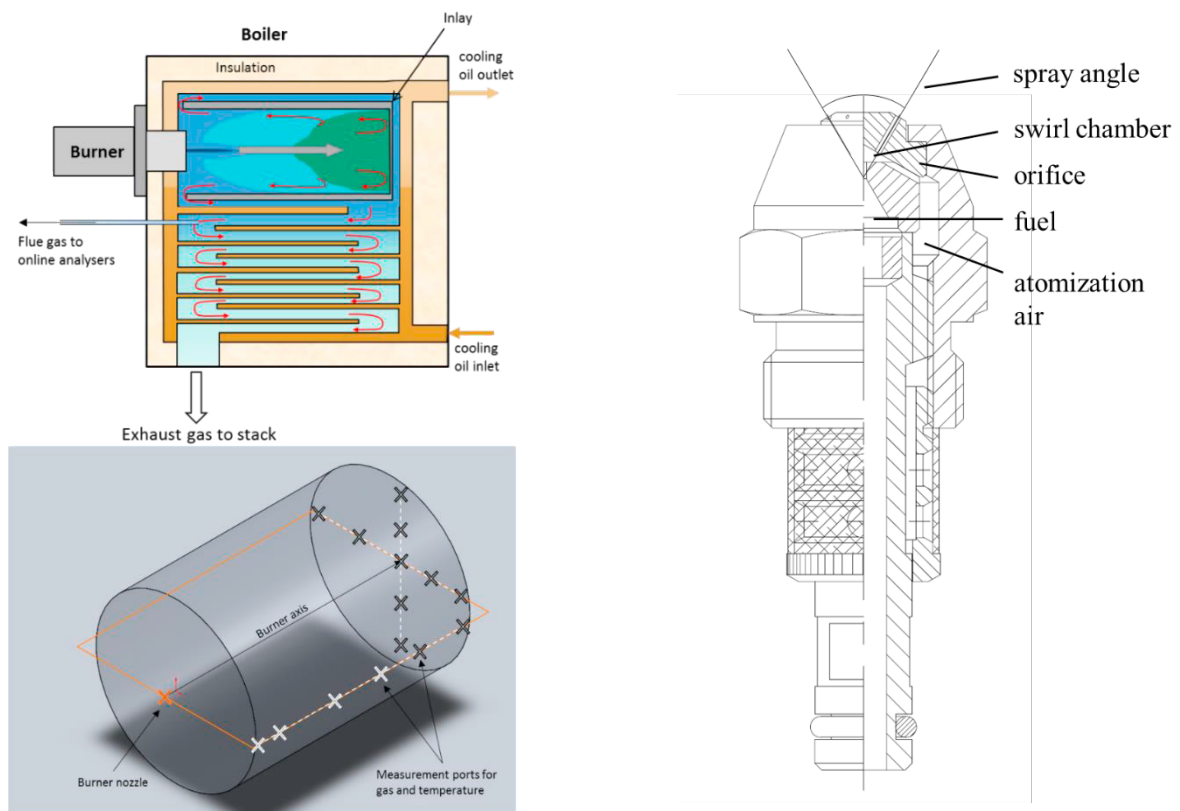 Boiler
Inlay
Insulation
cooling
oil outlet
Burner
Flue gas to
online analysers
cooling
oil inlet
Exhaust gas to stack
Burner axis
Burner nozzle
Measurement ports for
gas and temperature
spray angle
swirl chamber
orifice
fuel
atomization
air